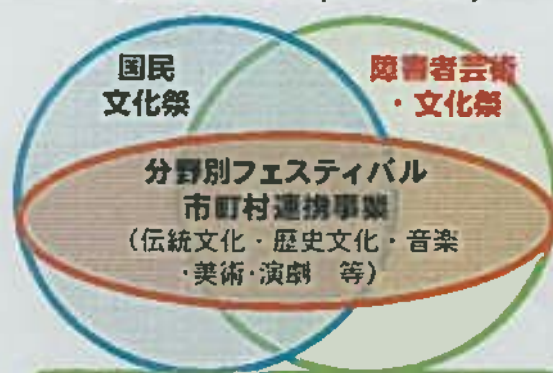 国民
文化祭
障害者芸術
・文化祭
分野別フェスティバル
市町村連携事業
（伝統文化・歴史文化・音楽
・美術・演劇　等）